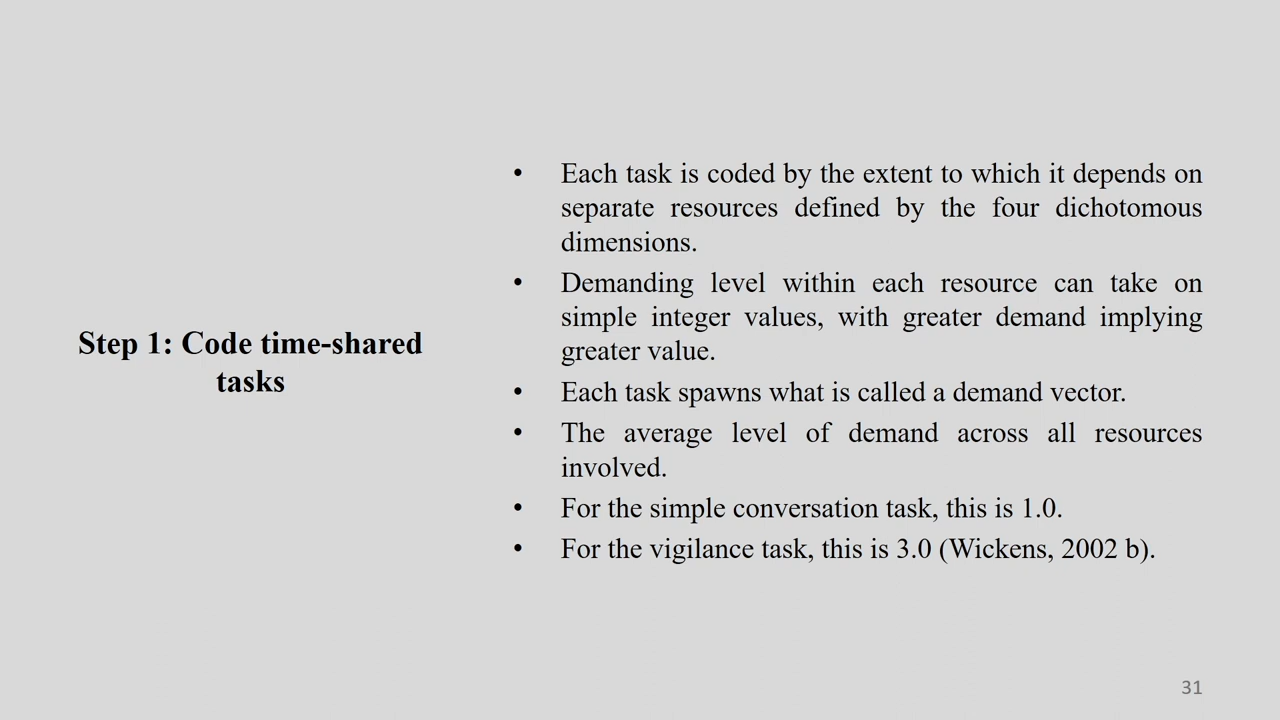 Step 1: Code time-shared
tasks
• Each task is coded by the extent to which it depends on
separate resources defined by the four dichotomous
dimensions.
• Demanding level within each resource can take on
simple integer values, with greater demand implying
greater value.
• Each task spawns what is called a demand vector.
• The average level of demand across all resources
involved.
• For the simple conversation task, this is 1.0.
• For the vigilance task, this is 3.0 (Wickens, 2002 b).
31